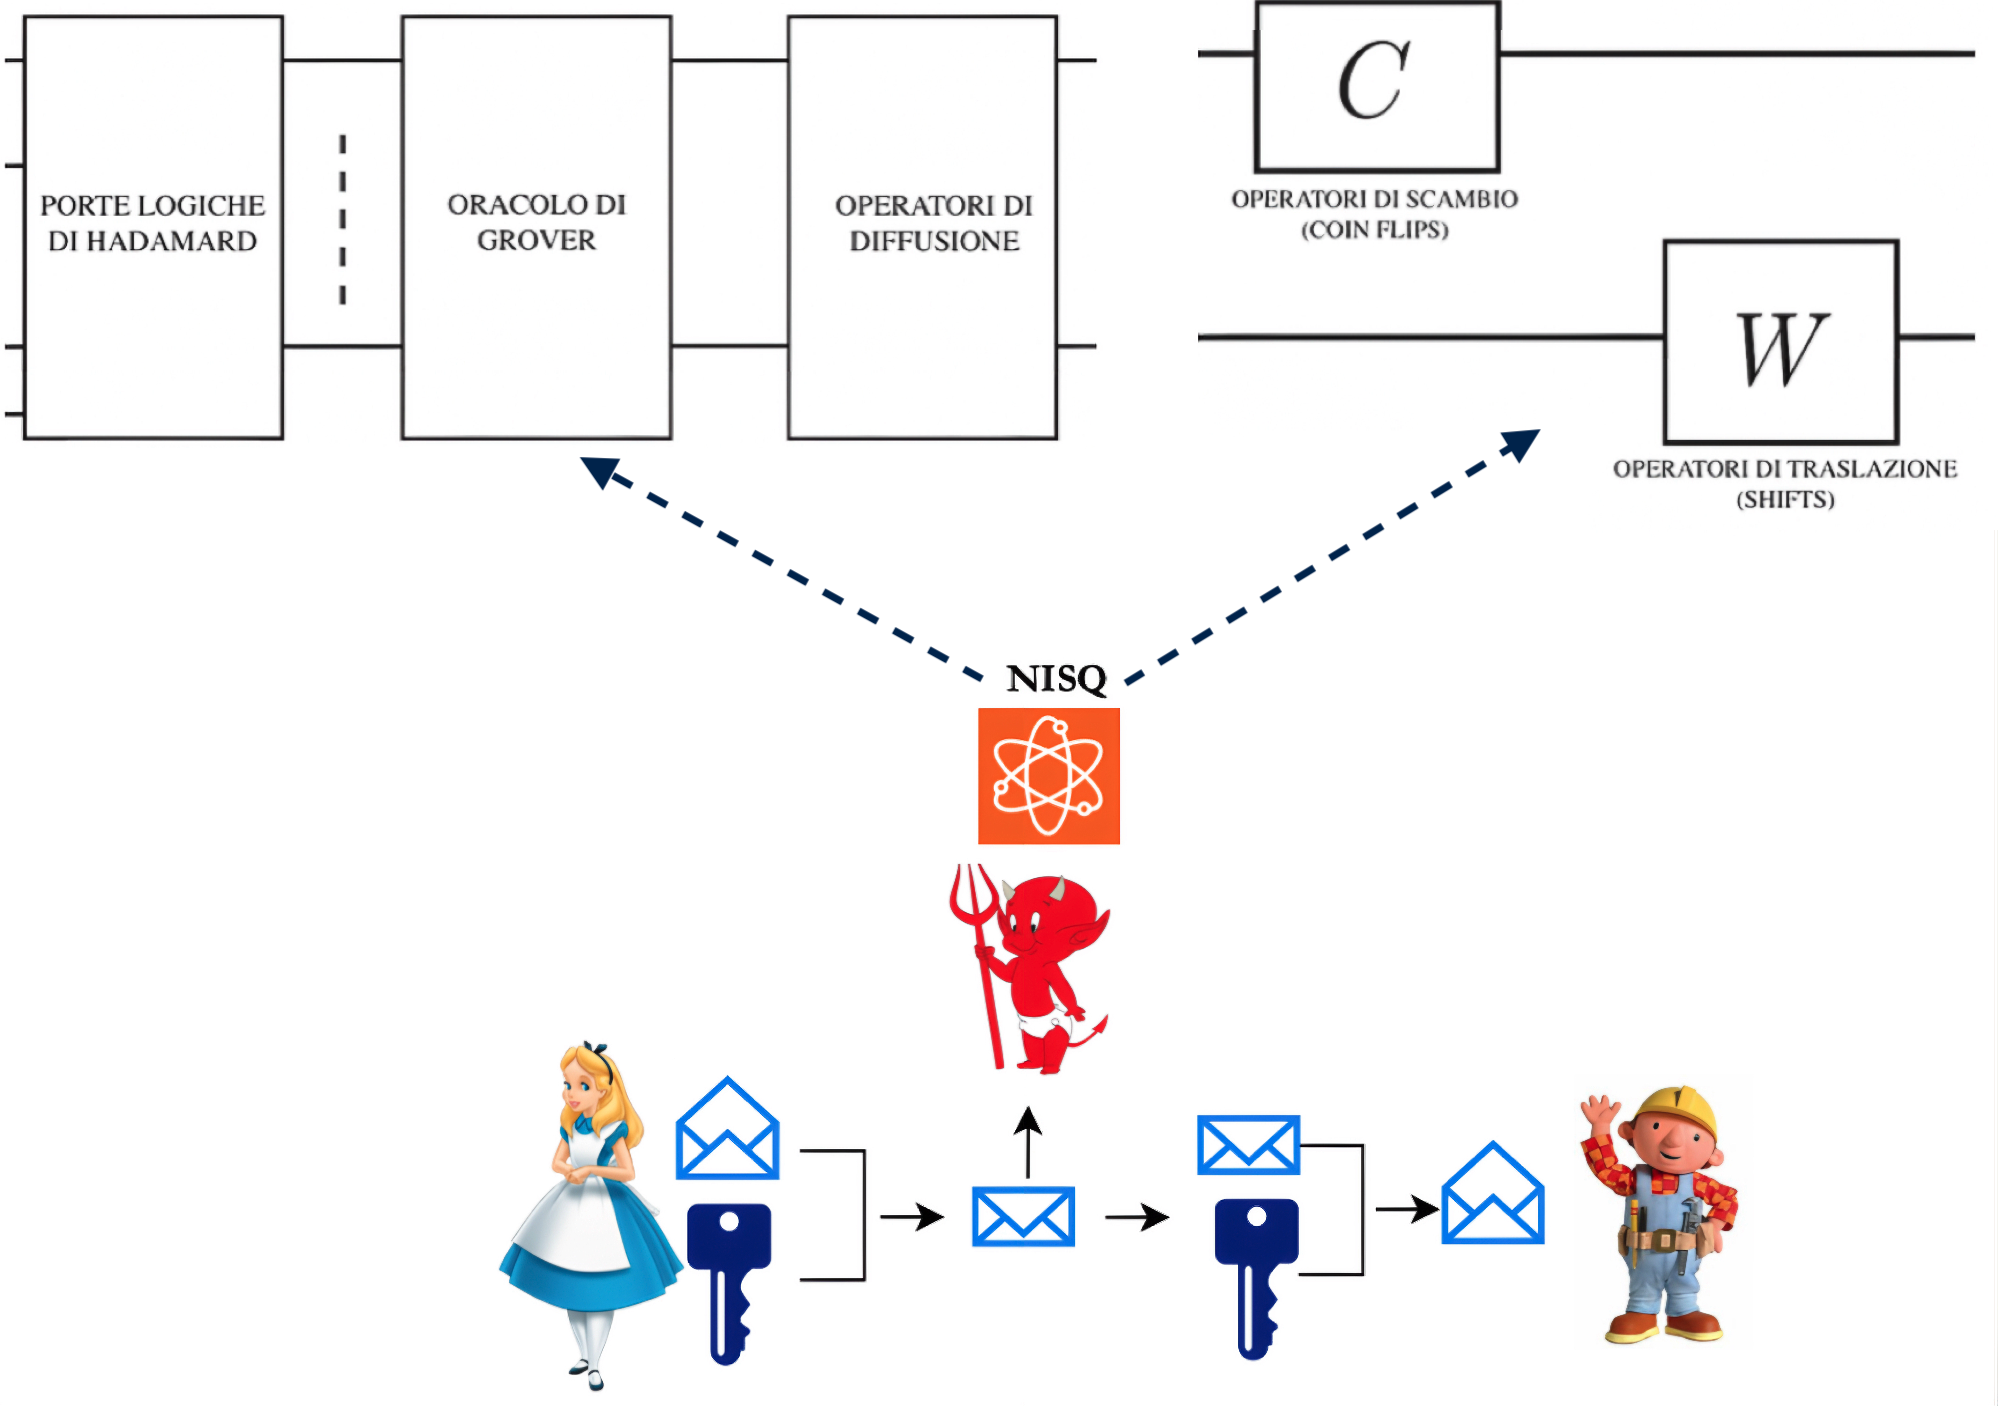 PORTE LOGICHE
DI HADAMARD
ORACOLO DI
GROVER
OPERATORI DI
DIFFUSIONE
C
OPERATORI DI SCAMBIO
(COIN FLIPS)
W
OPERATORI DI TRASLAZIONE
(SHIFTS)
NISQ